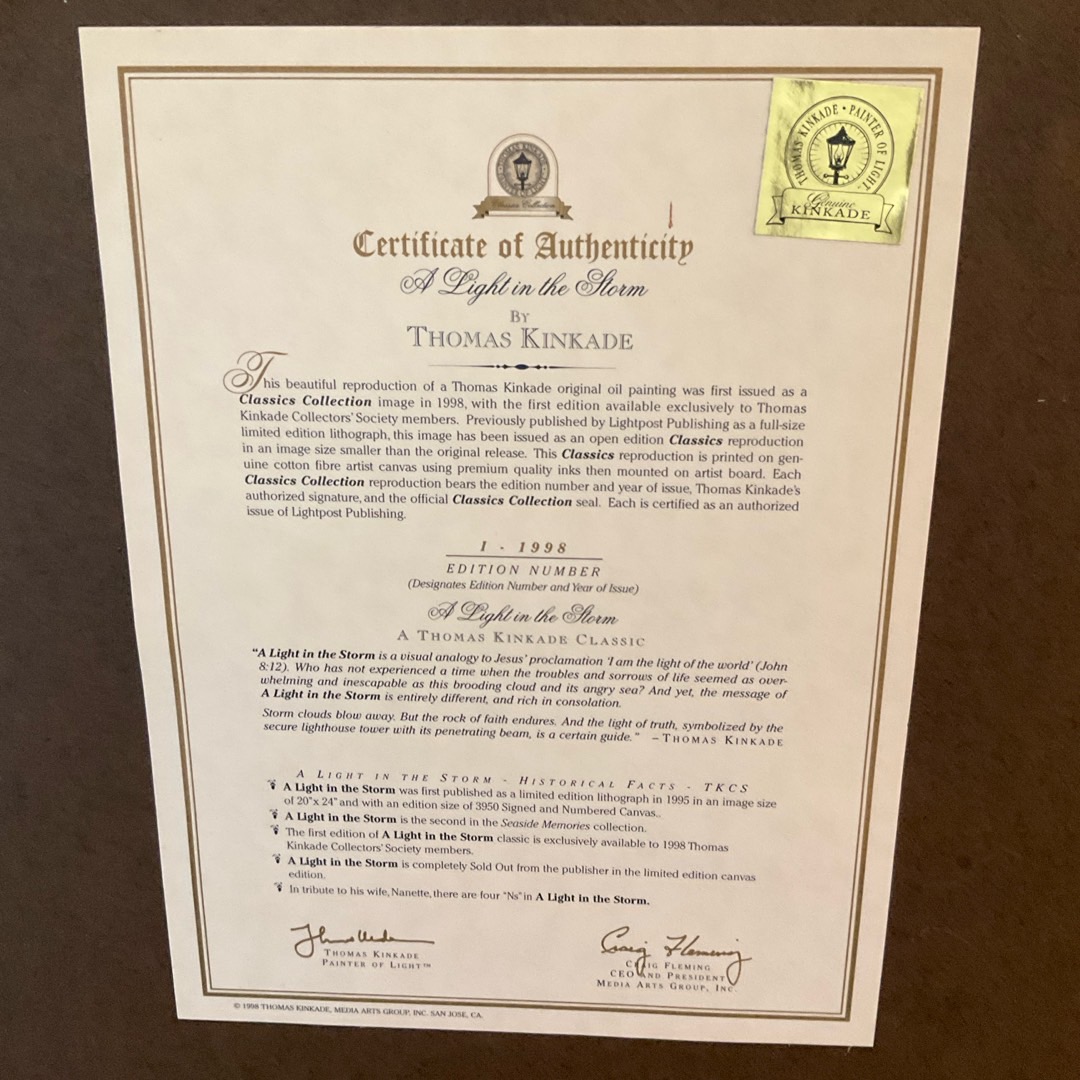 THOMAS KINKADE • PAINTER OF LIGHT™
Genuine
KINKADE
Classics Collection
Certificate of Authenticity
A Light in the Storm
BY
THOMAS KINKADE
This beautiful reproduction of a Thomas Kinkade original oil painting was first issued as a
Classics Collection image in 1998, with the first edition available exclusively to Thomas
Kinkade Collectors' Society members. Previously published by Lightpost Publishing as a full-size
limited edition lithograph, this image has been issued as an open edition Classics reproduction
in an image size smaller than the original release. This Classics reproduction is printed on gen-
uine cotton fibre artist canvas using premium quality inks then mounted on artist board. Each
Classics Collection reproduction bears the edition number and year of issue, Thomas Kinkade's
authorized signature, and the official Classics Collection seal. Each is certified as an authorized
issue of Lightpost Publishing.
I - 1998
EDITION NUMBER
(Designates Edition Number and Year of Issue)
A Light in the Storm
A THOMAS KINKADE CLASSIC
"A Light in the Storm is a visual analogy to Jesus' proclamation 'I am the light of the world' (John
8:12). Who has not experienced a time when the troubles and sorrows of life seemed as over-
whelming and inescapable as this brooding cloud and its angry sea? And yet, the message of
A Light in the Storm is entirely different, and rich in consolation.
Storm clouds blow away. But the rock of faith endures. And the light of truth, symbolized by the
secure lighthouse tower with its penetrating beam, is a certain guide." – THOMAS KINKADE
A LIGHT IN THE STORM - HISTORICAL FACTS - TKCS
A Light in the Storm was first published as a limited edition lithograph in 1995 in an image size
of 20"x 24" and with an edition size of 3950 Signed and Numbered Canvas..
A Light in the Storm is the second in the Seaside Memories collection.
The first edition of A Light in the Storm classic is exclusively available to 1998 Thomas
Kinkade Collectors' Society members.
A Light in the Storm is completely Sold Out from the publisher in the limited edition canvas
edition.
In tribute to his wife, Nanette, there are four "Ns" in A Light in the Storm.
THOMAS KINKADE
PAINTER OF LIGHT™
Craig Fleming
CRAIG FLEMING
CEO AND PRESIDENT
MEDIA ARTS GROUP, INC.
© 1998 THOMAS KINKADE, MEDIA ARTS GROUP, INC. SAN JOSE, CA.